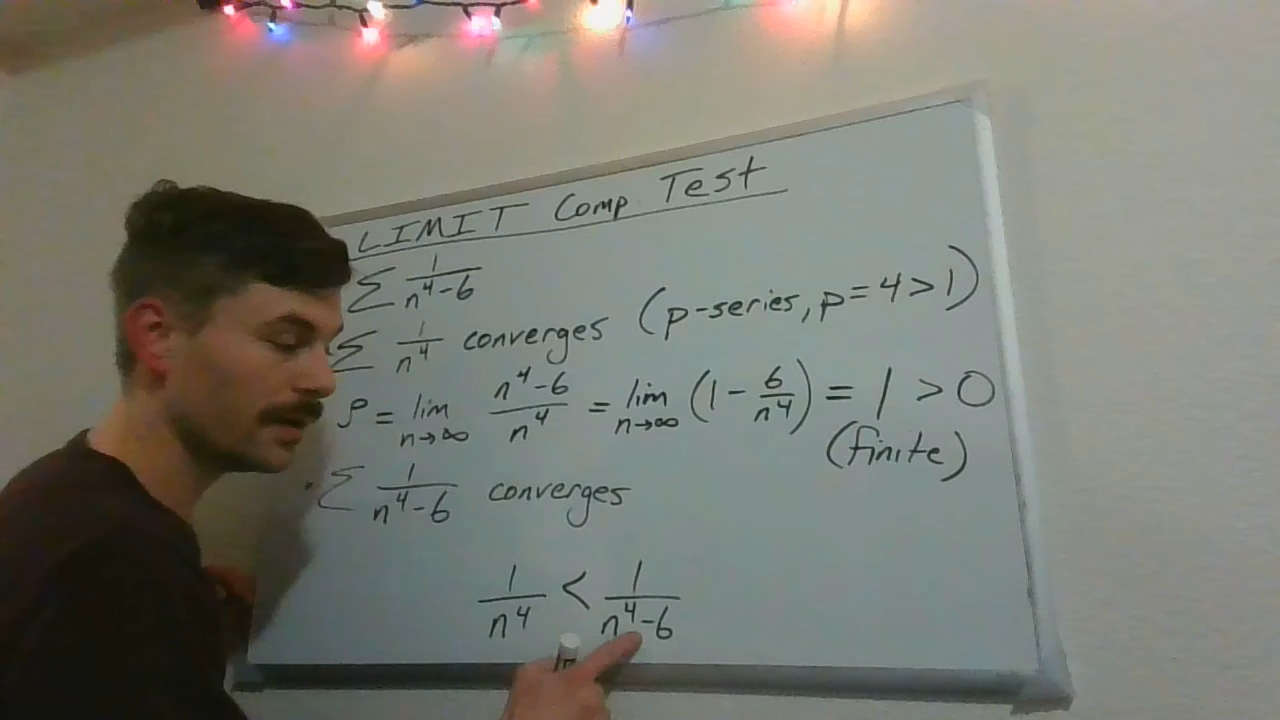 LIMIT Comp Test
∑ 1/(n⁴-6)
∑ 1/n⁴ converges (p-series, p=4>1)
ρ = lim n→∞ (n⁴-6)/n⁴ = lim n→∞ (1 - 6/n⁴) = 1 > 0
(finite)
∑ 1/(n⁴-6) converges
1/n⁴ < 1/(n⁴-6)